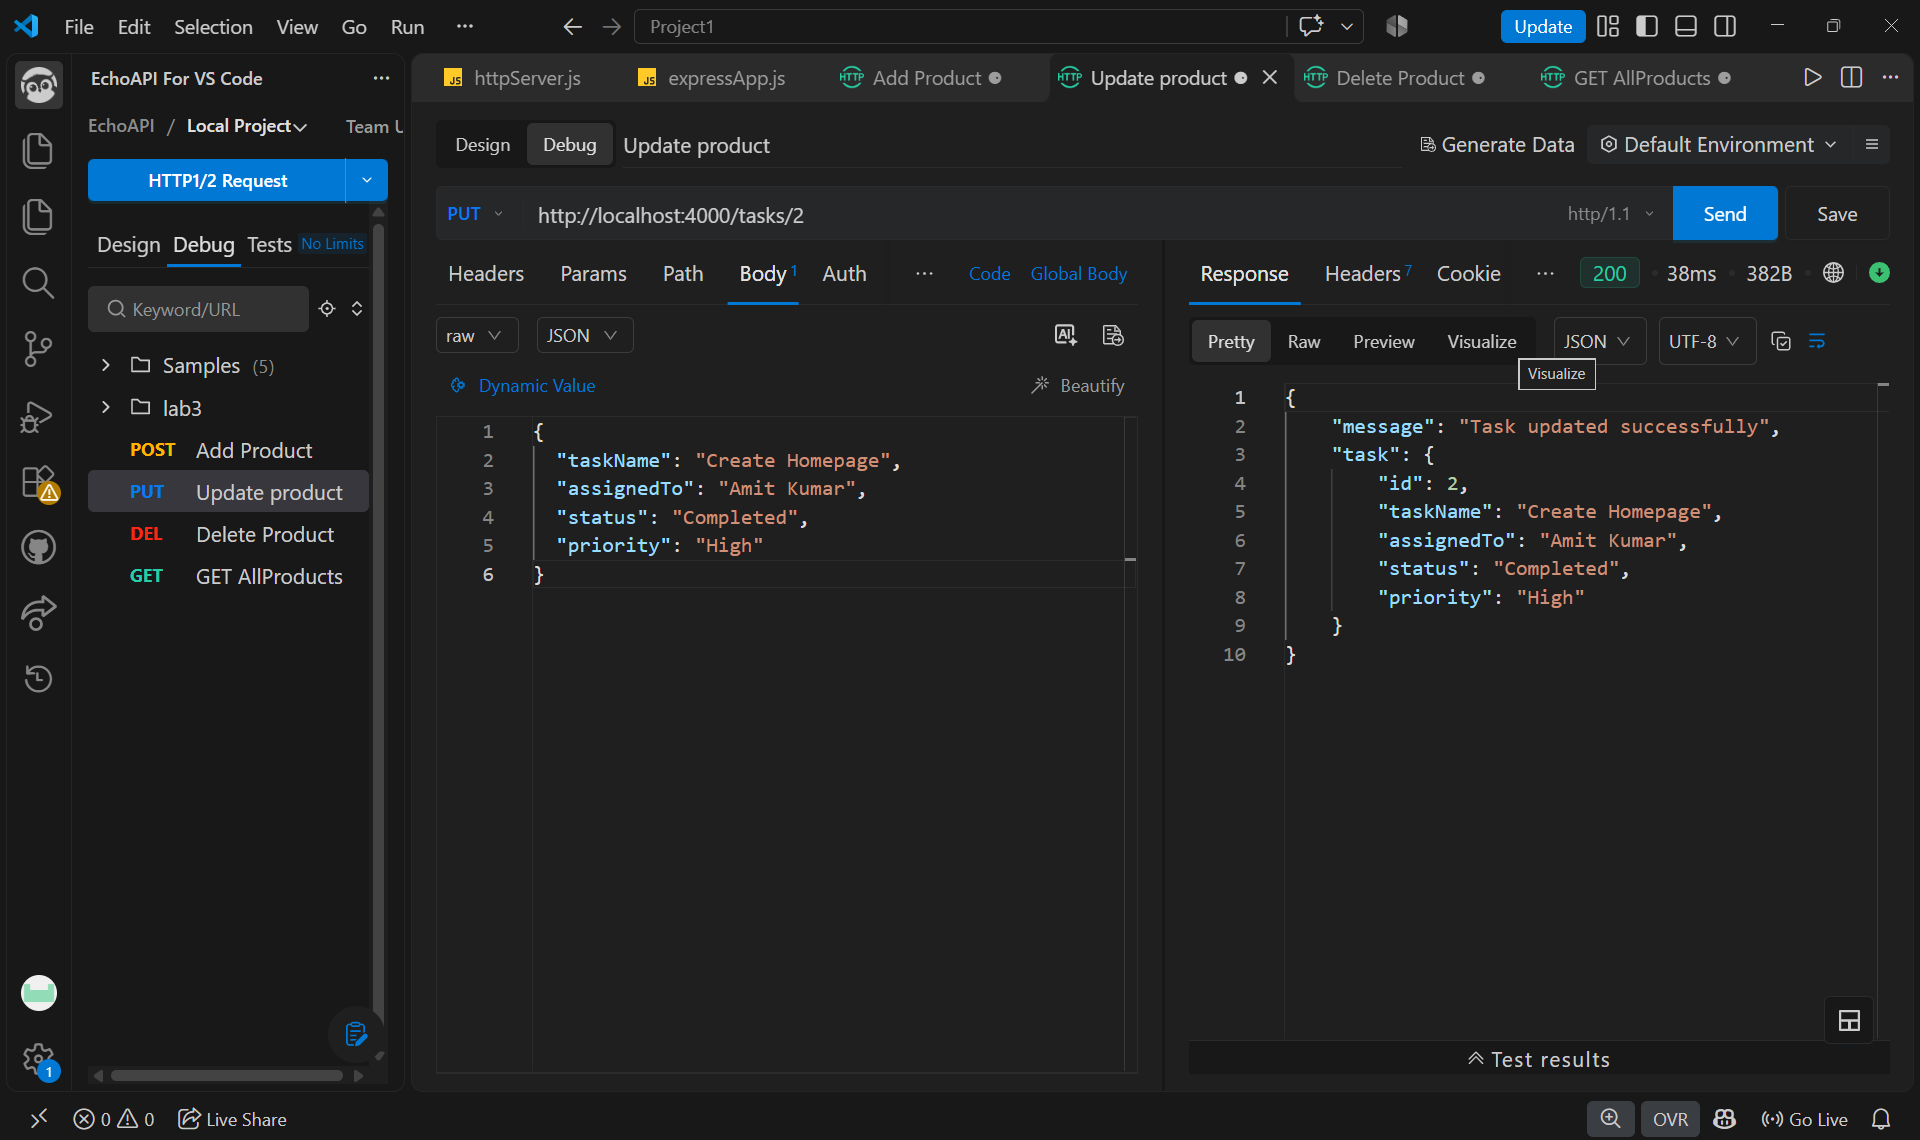 File Edit Selection View Go Run ··· Project1 Update
EchoAPI For VS Code ···
EchoAPI / Local Project Team U
HTTP1/2 Request
Design Debug Tests No Limits
Keyword/URL
Samples (5)
lab3
POST Add Product
PUT Update product
DEL Delete Product
GET GET AllProducts
JS httpServer.js JS expressApp.js HTTP Add Product HTTP Update product HTTP Delete Product HTTP GET AllProducts ···
Design Debug Update product Generate Data Default Environment
PUT http://localhost:4000/tasks/2 http/1.1 Send Save
Headers Params Path Body 1 Auth ··· Code Global Body
raw JSON AI
Dynamic Value Beautify
1 {
2 "taskName": "Create Homepage",
3 "assignedTo": "Amit Kumar",
4 "status": "Completed",
5 "priority": "High"
6 }
Response Headers 7 Cookie ··· 200 38ms 382B
Pretty Raw Preview Visualize JSON UTF-8
Visualize
1 {
2 "message": "Task updated successfully",
3 "task": {
4 "id": 2,
5 "taskName": "Create Homepage",
6 "assignedTo": "Amit Kumar",
7 "status": "Completed",
8 "priority": "High"
9 }
10 }
Test results
1
0 0 Live Share OVR Go Live